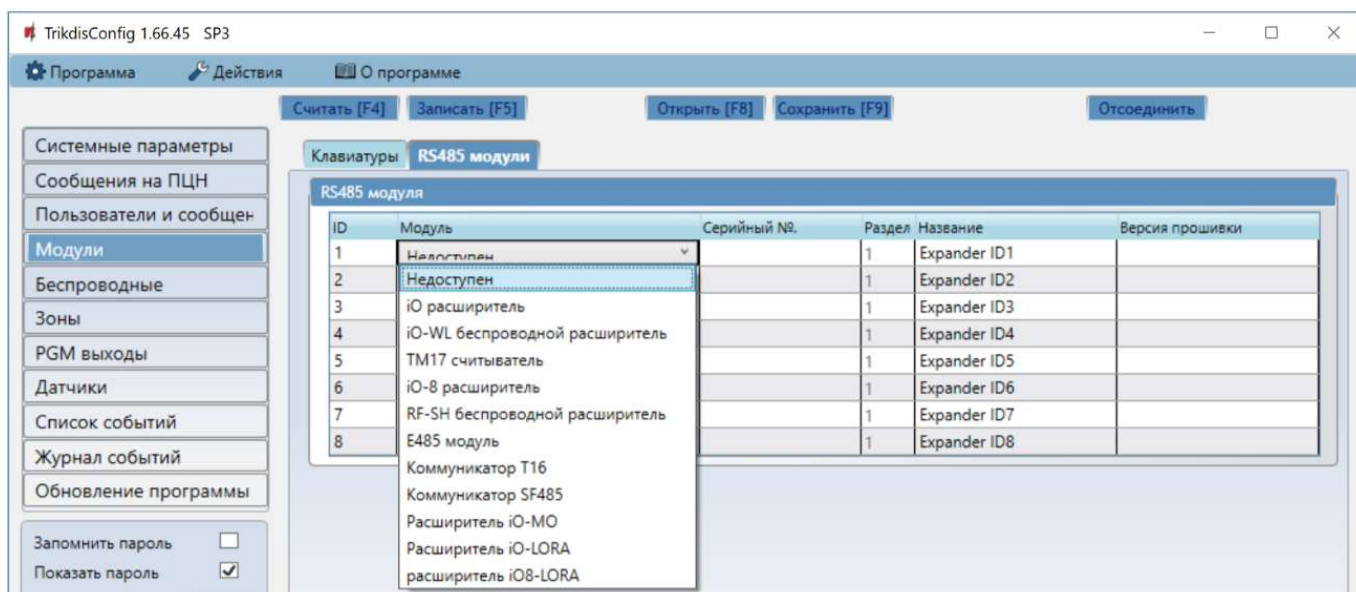 TrikdisConfig 1.66.45 SP3
Программа Действия О программе
Считать [F4] Записать [F5] Открыть [F8] Сохранить [F9] Отсоединить
Системные параметры
Сообщения на ПЦН
Пользователи и сообщен
Модули
Беспроводные
Зоны
PGM выходы
Датчики
Список событий
Журнал событий
Обновление программы
Запомнить пароль
Показать пароль
Клавиатуры RS485 модули
RS485 модуля
ID Модуль Серийный №. Раздел Название Версия прошивки
1 Недоступен 1 Expander ID1
2 Недоступен 1 Expander ID2
3 iO расширитель 1 Expander ID3
4 iO-WL беспроводной расширитель 1 Expander ID4
5 TM17 считыватель 1 Expander ID5
6 iO-8 расширитель 1 Expander ID6
7 RF-SH беспроводной расширитель 1 Expander ID7
8 E485 модуль 1 Expander ID8
Коммуникатор T16
Коммуникатор SF485
Расширитель iO-MO
Расширитель iO-LORA
расширитель iO8-LORA